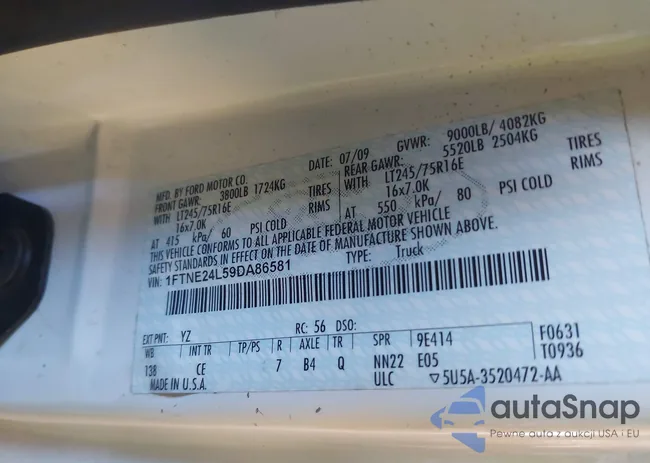 MFD. BY FORD MOTOR CO. DATE: 07/09 GVWR: 9000LB/ 4082KG
FRONT GAWR: 3800LB 1724KG REAR GAWR: 5520LB 2504KG
WITH LT245/75R16E TIRES WITH LT245/75R16E TIRES
16x7.0K RIMS 16x7.0K RIMS
AT 415 kPa/ 60 PSI COLD AT 550 kPa/ 80 PSI COLD
THIS VEHICLE CONFORMS TO ALL APPLICABLE FEDERAL MOTOR VEHICLE
SAFETY STANDARDS IN EFFECT ON THE DATE OF MANUFACTURE SHOWN ABOVE.
VIN: 1FTNE24L59DA86581 TYPE: Truck
EXT PNT: YZ RC: 56 DSO: F0631
WB INT TR TP/PS R AXLE TR SPR 9E414 T0936
138 CE 7 B4 Q NN22 E05
MADE IN U.S.A. ULC ▽5U5A-3520472-AA
autaSnap
Pewne auta z aukcji USA i EU